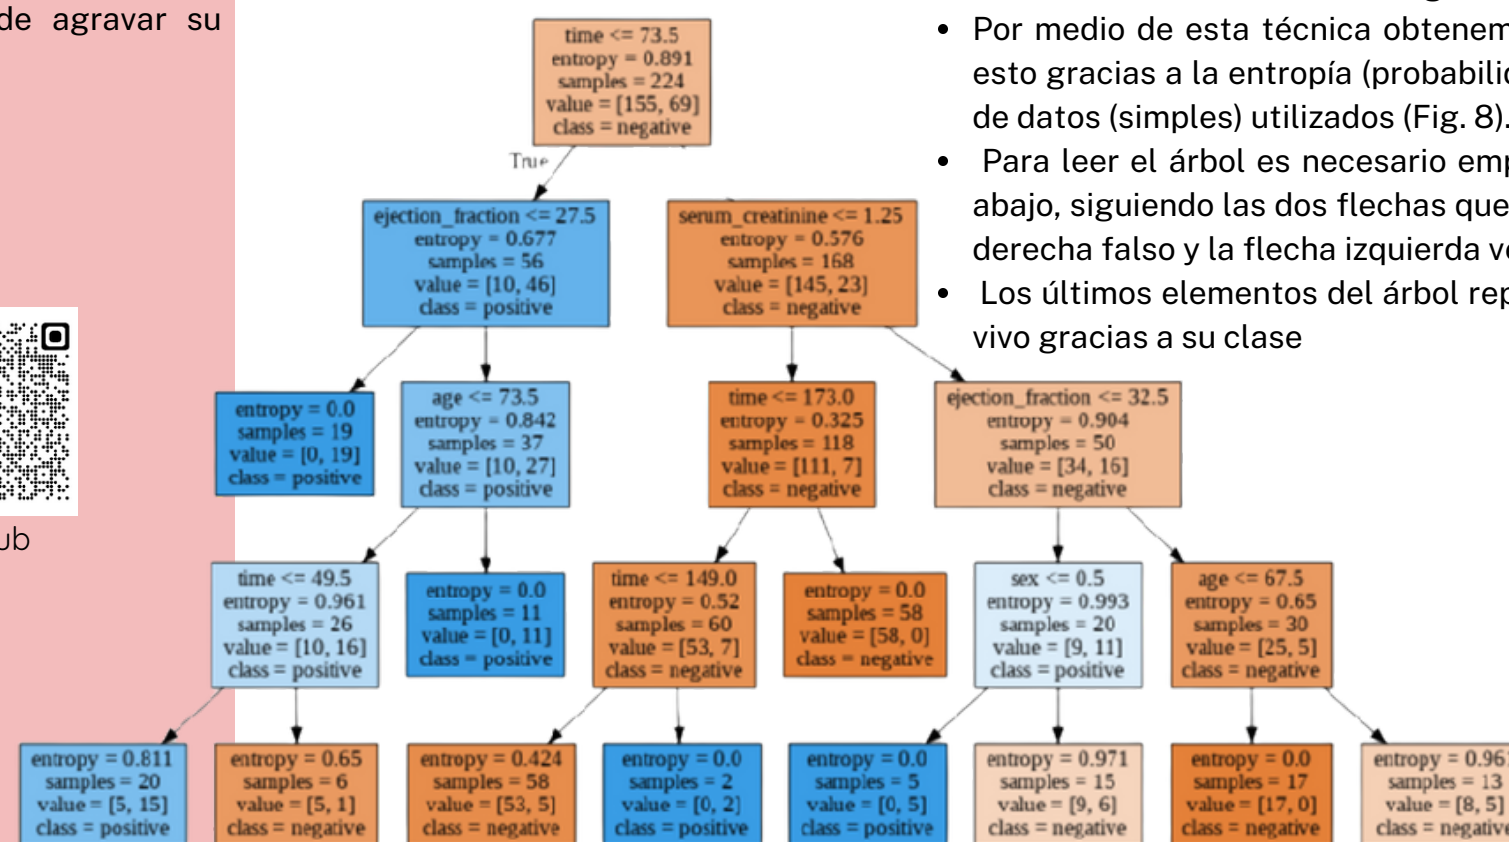 de agravar su
ub
time <= 73.5
entropy = 0.891
samples = 224
value = [155, 69]
class = negative
True
ejection_fraction <= 27.5
entropy = 0.677
samples = 56
value = [10, 46]
class = positive
serum_creatinine <= 1.25
entropy = 0.576
samples = 168
value = [145, 23]
class = negative
entropy = 0.0
samples = 19
value = [0, 19]
class = positive
age <= 73.5
entropy = 0.842
samples = 37
value = [10, 27]
class = positive
time <= 173.0
entropy = 0.325
samples = 118
value = [111, 7]
class = negative
ejection_fraction <= 32.5
entropy = 0.904
samples = 50
value = [34, 16]
class = negative
time <= 49.5
entropy = 0.961
samples = 26
value = [10, 16]
class = positive
entropy = 0.0
samples = 11
value = [0, 11]
class = positive
time <= 149.0
entropy = 0.52
samples = 60
value = [53, 7]
class = negative
entropy = 0.0
samples = 58
value = [58, 0]
class = negative
sex <= 0.5
entropy = 0.993
samples = 20
value = [9, 11]
class = positive
age <= 67.5
entropy = 0.65
samples = 30
value = [25, 5]
class = negative
entropy = 0.811
samples = 20
value = [5, 15]
class = positive
entropy = 0.65
samples = 6
value = [5, 1]
class = negative
entropy = 0.424
samples = 58
value = [53, 5]
class = negative
entropy = 0.0
samples = 2
value = [0, 2]
class = positive
entropy = 0.0
samples = 5
value = [0, 5]
class = positive
entropy = 0.971
samples = 15
value = [9, 6]
class = negative
entropy = 0.0
samples = 17
value = [17, 0]
class = negative
entropy = 0.961
samples = 13
value = [8, 5]
class = negative
• Por medio de esta técnica obtenem
esto gracias a la entropía (probabilid
de datos (simples) utilizados (Fig. 8).
• Para leer el árbol es necesario emp
abajo, siguiendo las dos flechas que
derecha falso y la flecha izquierda ve
• Los últimos elementos del árbol rep
vivo gracias a su clase